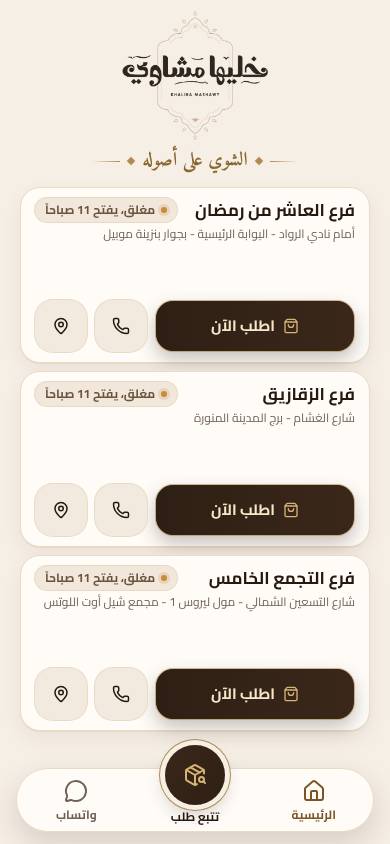 خليها مشاوي
KHALIHA MASHAWY
الشوي على أصوله
فرع العاشر من رمضان
مغلق، يفتح 11 صباحاً
أمام نادي الرواد - البوابة الرئيسية - بجوار بنزينة موبيل
اطلب الآن
فرع الزقازيق
مغلق، يفتح 11 صباحاً
شارع الغشام - برج المدينة المنورة
اطلب الآن
فرع التجمع الخامس
مغلق، يفتح 11 صباحاً
شارع التسعين الشمالي - مول ليروس 1 - مجمع شيل أوت اللوتس
اطلب الآن
الرئيسية
تتبع طلب
واتساب